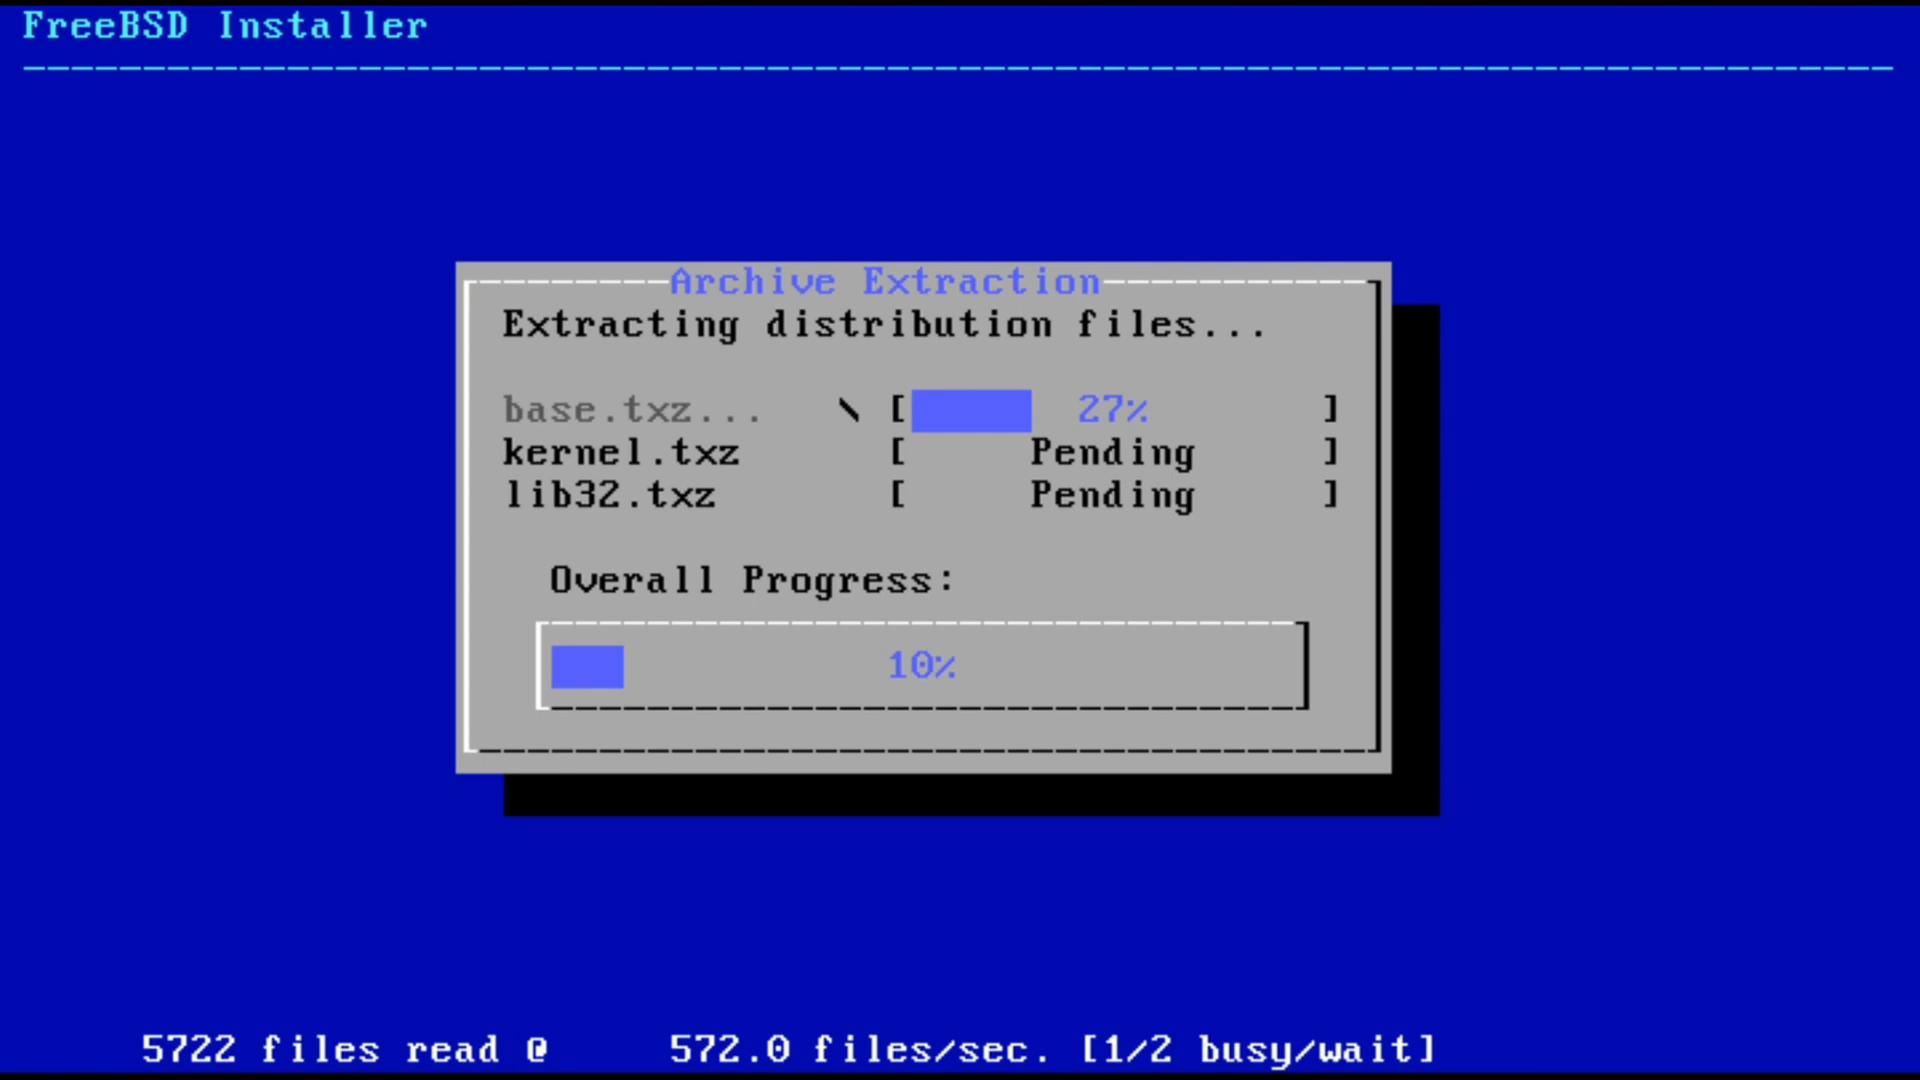 FreeBSD Installer
Archive Extraction
Extracting distribution files...
base.txz... \ [ 27% ]
kernel.txz [ Pending ]
lib32.txz [ Pending ]
Overall Progress:
10%
5722 files read @ 572.0 files/sec. [1/2 busy/wait]